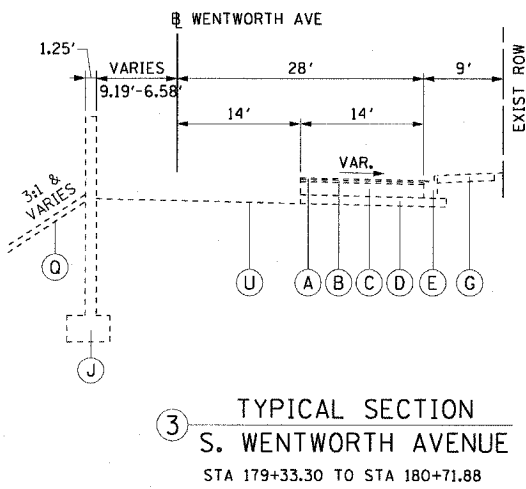 ℄ WENTWORTH AVE
1.25'
VARIES
9.19'-6.58'
28'
9'
EXIST ROW
14'
14'
VAR.
3:1 &
VARIES
Q
U
A
B
C
D
E
G
J
3
TYPICAL SECTION
S. WENTWORTH AVENUE
STA 179+33.30 TO STA 180+71.88